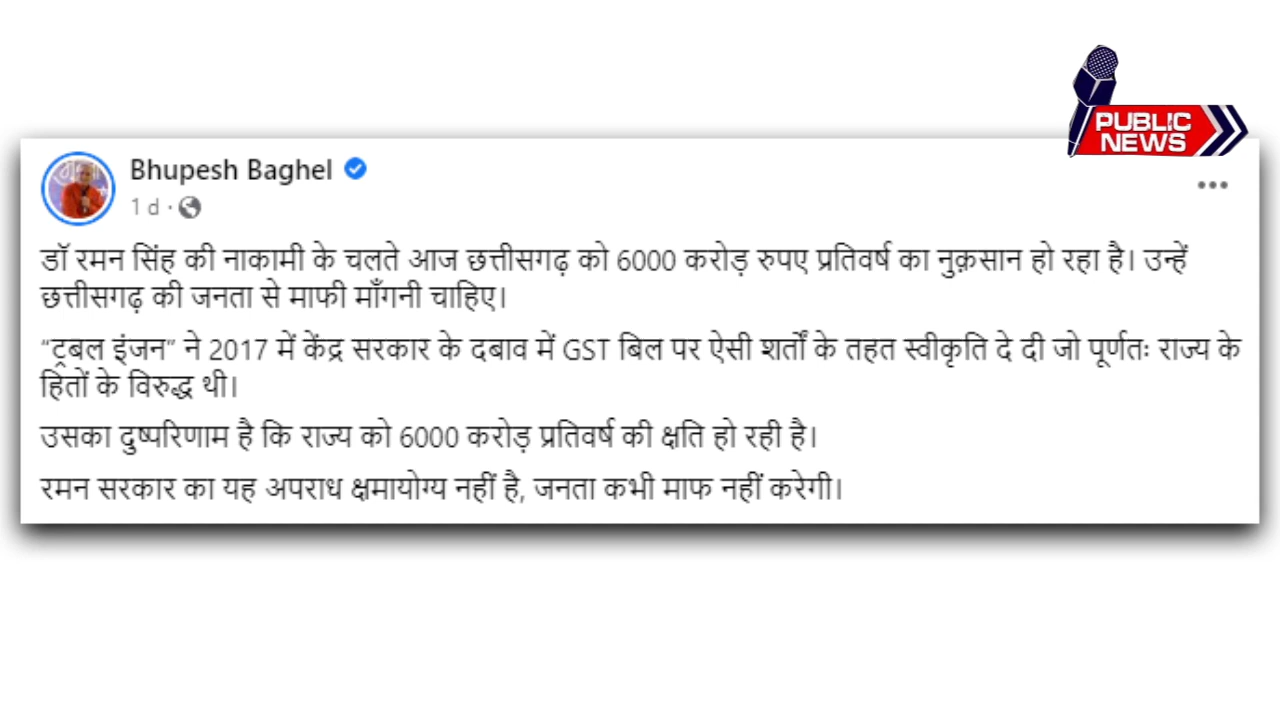 PUBLIC
NEWS
Bhupesh Baghel
1 d ·
डॉ रमन सिंह की नाकामी के चलते आज छत्तीसगढ़ को 6000 करोड़ रुपए प्रतिवर्ष का नुक़सान हो रहा है। उन्हें
छत्तीसगढ़ की जनता से माफी माँगनी चाहिए।
“ट्रबल इंजन” ने 2017 में केंद्र सरकार के दबाव में GST बिल पर ऐसी शर्तों के तहत स्वीकृति दे दी जो पूर्णतः राज्य के
हितों के विरुद्ध थी।
उसका दुष्परिणाम है कि राज्य को 6000 करोड़ प्रतिवर्ष की क्षति हो रही है।
रमन सरकार का यह अपराध क्षमायोग्य नहीं है, जनता कभी माफ नहीं करेगी।